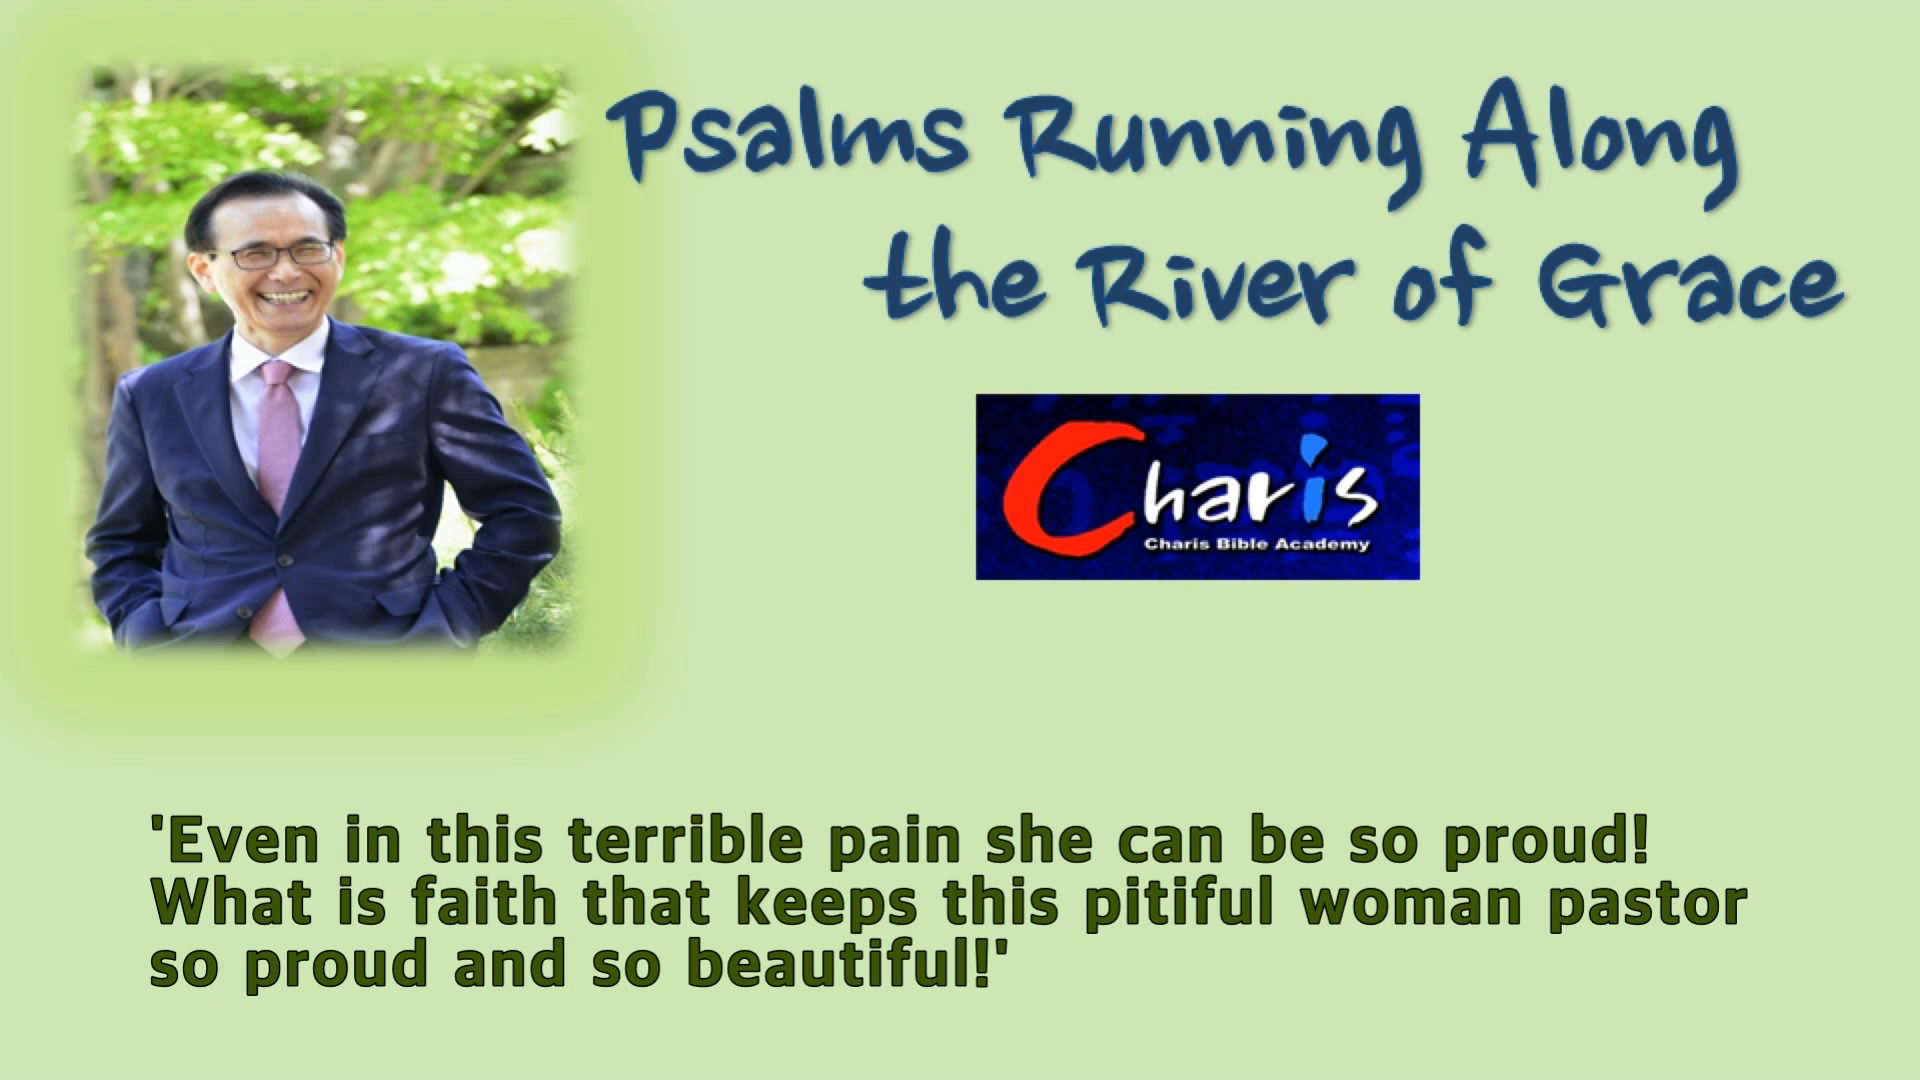 Psalms Running Along
the River of Grace
Charis
Charis Bible Academy
'Even in this terrible pain she can be so proud!
What is faith that keeps this pitiful woman pastor
so proud and so beautiful!'